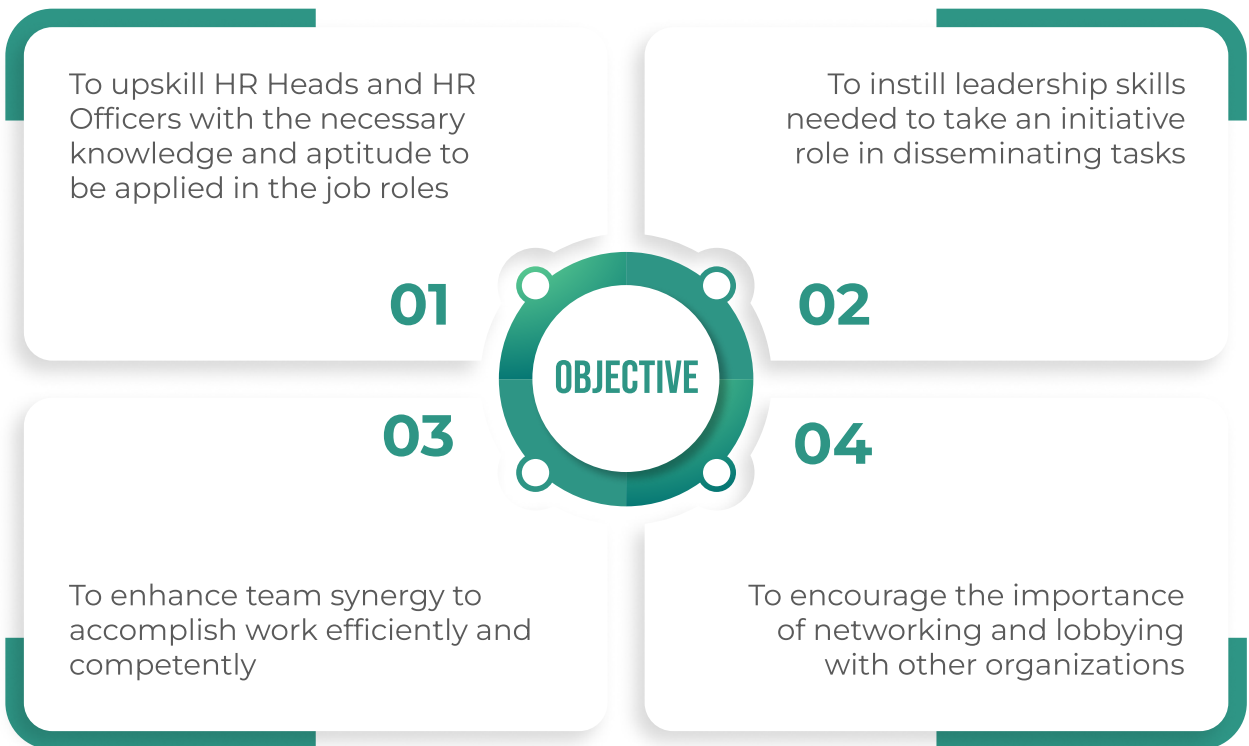 To upskill HR Heads and HR
Officers with the necessary
knowledge and aptitude to
be applied in the job roles
01
To instill leadership skills
needed to take an initiative
role in disseminating tasks
02
OBJECTIVE
03
To enhance team synergy to
accomplish work efficiently and
competently
04
To encourage the importance
of networking and lobbying
with other organizations